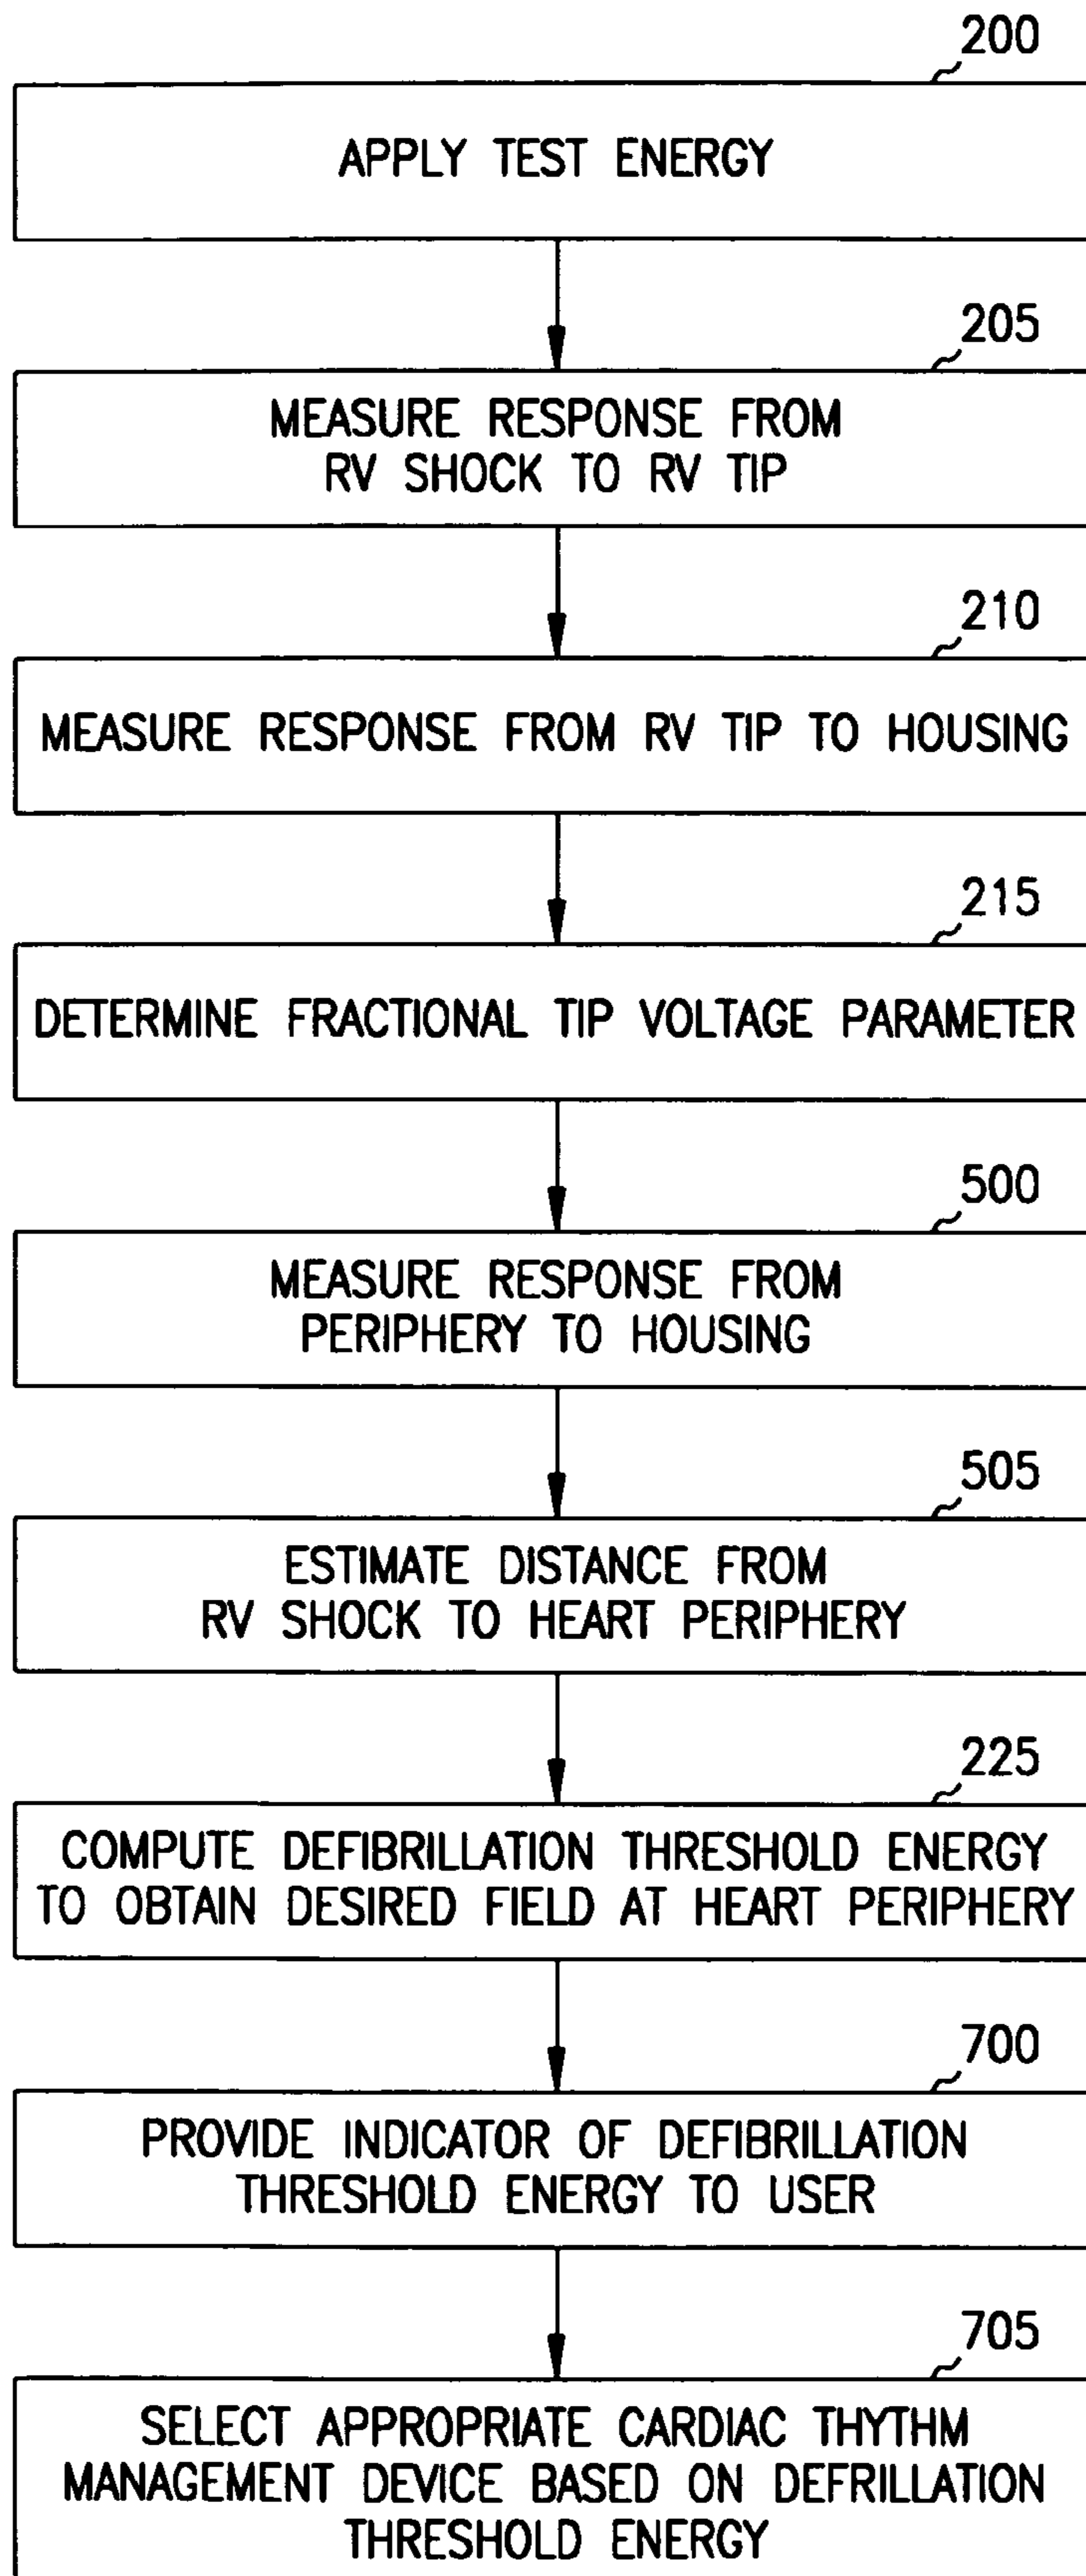 200
APPLY TEST ENERGY
205
MEASURE RESPONSE FROM
RV SHOCK TO RV TIP
210
MEASURE RESPONSE FROM RV TIP TO HOUSING
215
DETERMINE FRACTIONAL TIP VOLTAGE PARAMETER
500
MEASURE RESPONSE FROM
PERIPHERY TO HOUSING
505
ESTIMATE DISTANCE FROM
RV SHOCK TO HEART PERIPHERY
225
COMPUTE DEFIBRILLATION THRESHOLD ENERGY
TO OBTAIN DESIRED FIELD AT HEART PERIPHERY
700
PROVIDE INDICATOR OF DEFIBRILLATION
THRESHOLD ENERGY TO USER
705
SELECT APPROPRIATE CARDIAC THYTHM
MANAGEMENT DEVICE BASED ON DEFRILLATION
THRESHOLD ENERGY